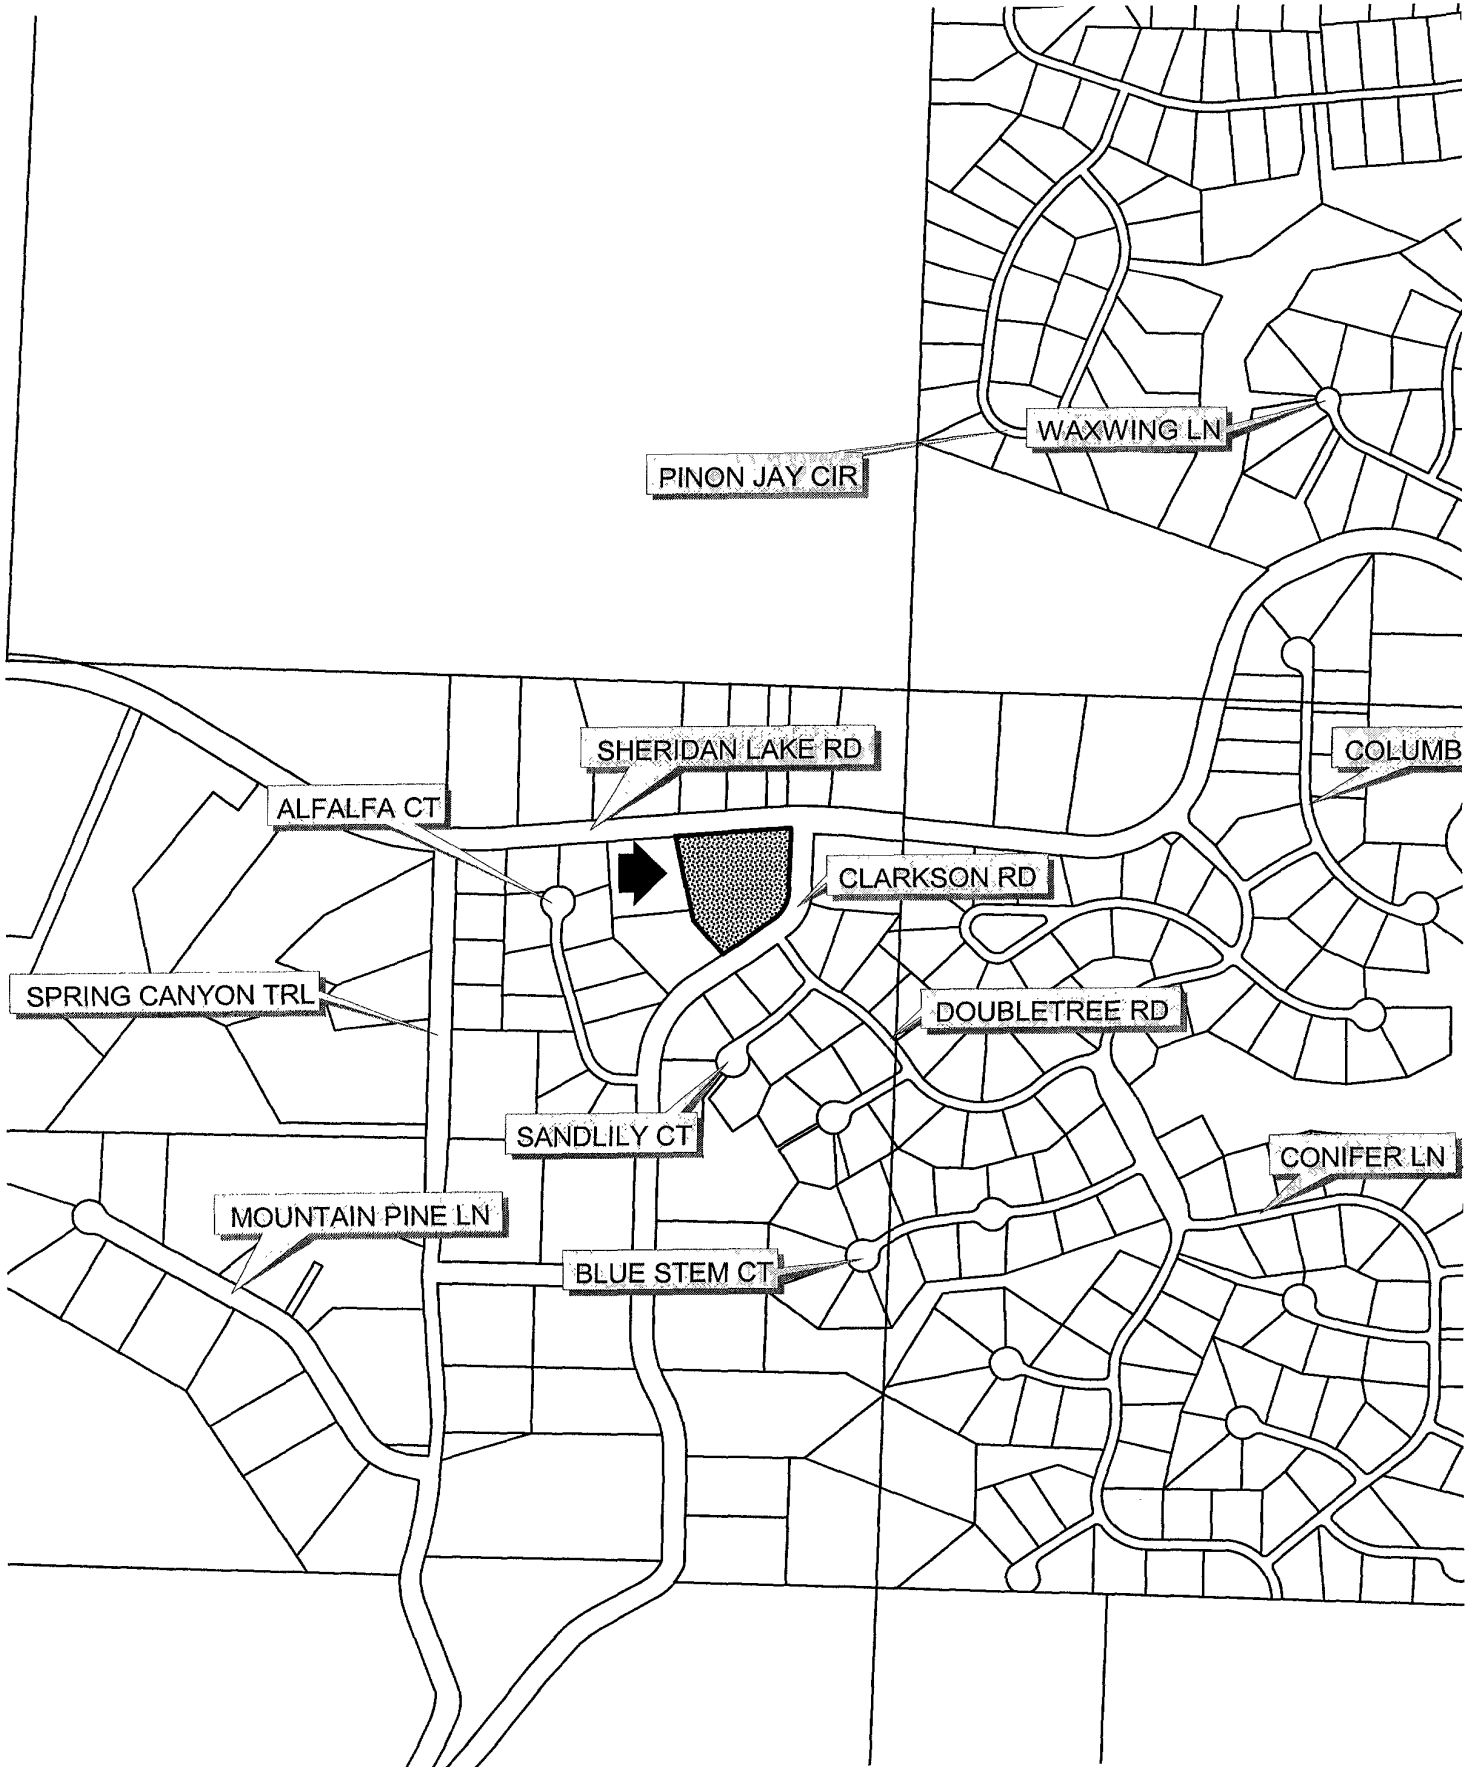 WAXWING LN
PINON JAY CIR
SHERIDAN LAKE RD
COLUMB
ALFALFA CT
CLARKSON RD
SPRING CANYON TRL
DOUBLETREE RD
SANDLILY CT
CONIFER LN
MOUNTAIN PINE LN
BLUE STEM CT